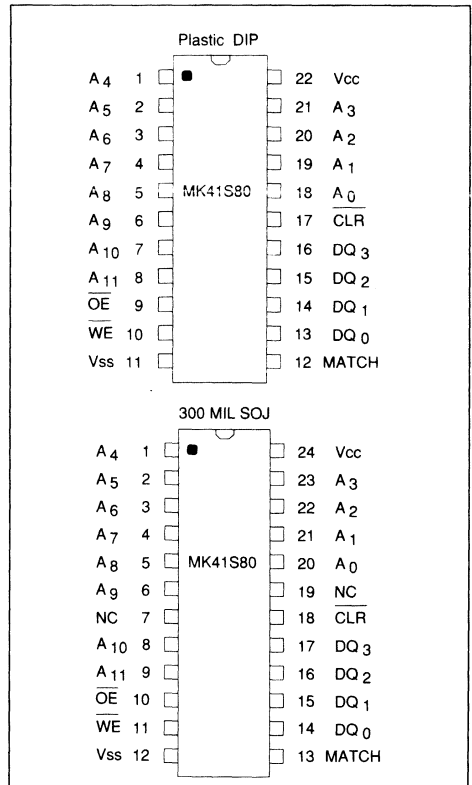 Plastic DIP
A4 1 22 Vcc
A5 2 21 A3
A6 3 20 A2
A7 4 19 A1
A8 5 MK41S80 18 A0
A9 6 17 CLR
A10 7 16 DQ3
A11 8 15 DQ2
OE 9 14 DQ1
WE 10 13 DQ0
Vss 11 12 MATCH
300 MIL SOJ
A4 1 24 Vcc
A5 2 23 A3
A6 3 22 A2
A7 4 21 A1
A8 5 MK41S80 20 A0
A9 6 19 NC
NC 7 18 CLR
A10 8 17 DQ3
A11 9 16 DQ2
OE 10 15 DQ1
WE 11 14 DQ0
Vss 12 13 MATCH